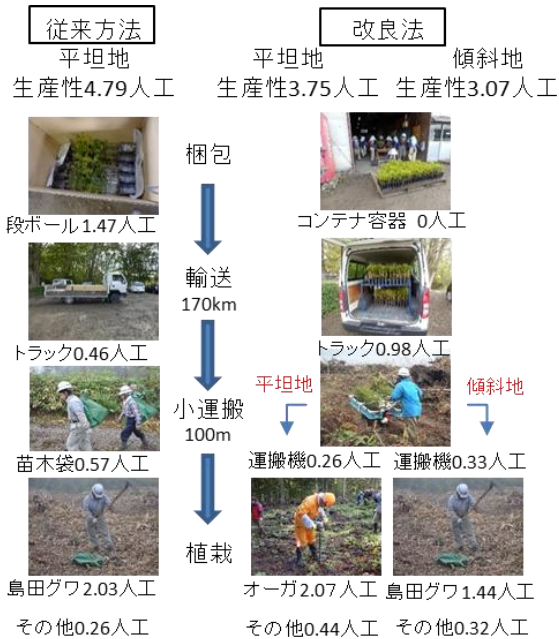 従来方法
平坦地
生産性4.79人工
改良法
平坦地
生産性3.75人工
傾斜地
生産性3.07人工
梱包
段ボール1.47人工
コンテナ容器 0人工
輸送
170km
トラック0.46人工
トラック0.98人工
小運搬
100m
平坦地
傾斜地
苗木袋0.57人工
運搬機0.26人工
運搬機0.33人工
植栽
島田グワ2.03人工
オーガ2.07人工
島田グワ1.44人工
その他0.26人工
その他0.44人工
その他0.32人工